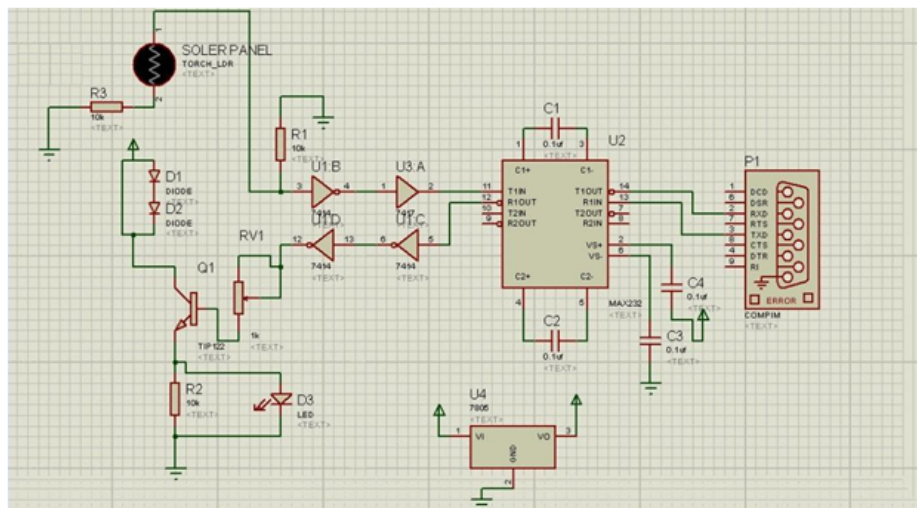 SOLER PANEL
TORCH_LDR
<TEXT>
1
2
R3
10k
<TEXT>
R1
10k
<TEXT>
D1
DIODE
<TEXT>
D2
DIODE
<TEXT>
U1:B
3
4
7414
U3:A
1
2
7417
U1:D
12
13
7414
<TEXT>
U1:C
6
5
7414
<TEXT>
RV1
1k
<TEXT>
Q1
TIP122
<TEXT>
R2
10k
<TEXT>
D3
LED
<TEXT>
C1
0.1uf
<TEXT>
1
3
U2
C1+
C1-
11
T1IN
T1OUT
14
12
R1OUT
R1IN
13
10
T2IN
T2OUT
7
9
R2OUT
R2IN
8
VS+
2
VS-
6
C2+
C2-
4
5
MAX232
<TEXT>
C2
0.1uf
<TEXT>
C4
0.1uf
<TEXT>
C3
0.1uf
<TEXT>
P1
1
DCD
6
DSR
2
RXD
7
RTS
3
TXD
8
CTS
4
DTR
9
RI
ERROR
COMPIM
<TEXT>
U4
7805
<TEXT>
1
VI
VO
3
GND
2